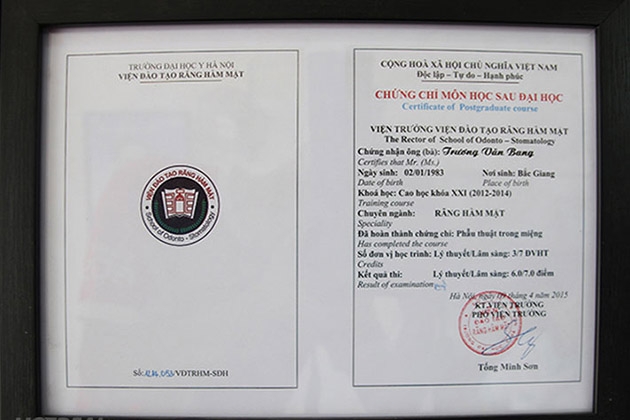 TRƯỜNG ĐẠI HỌC Y HÀ NỘI
VIỆN ĐÀO TẠO RĂNG HÀM MẶT
VIỆN ĐÀO TẠO RĂNG HÀM MẶT
School of Odonto - Stomatology
/VĐTRHM-SĐH
CỘNG HOÀ XÃ HỘI CHỦ NGHĨA VIỆT NAM
Độc lập – Tự do – Hạnh phúc
CHỨNG CHỈ MÔN HỌC SAU ĐẠI HỌC
Certificate of Postgraduate course
VIỆN TRƯỞNG VIỆN ĐÀO TẠO RĂNG HÀM MẶT
The Rector of School of Odonto – Stomatology
Chứng nhận ông (bà): Trương Văn Bang
Certifies that Mr. (Ms.)
Ngày sinh: 02/01/1983 Nơi sinh: Bắc Giang
Date of birth Place of birth
Khoá học: Cao học khóa XXI (2012-2014)
Training course
Chuyên ngành: RĂNG HÀM MẶT
Speciality
Đã hoàn thành chứng chỉ: Phẫu thuật trong miệng
Has completed the course
Số đơn vị học trình: Lý thuyết/Lâm sàng: 3/7 ĐVHT
Credits
Kết quả thi: Lý thuyết/Lâm sàng: 6.0/7.0 điểm
Result of examination
Hà Nội, ngày tháng 4 năm 2015
KT.VIỆN TRƯỞNG
PHÓ VIỆN TRƯỞNG
Tống Minh Sơn